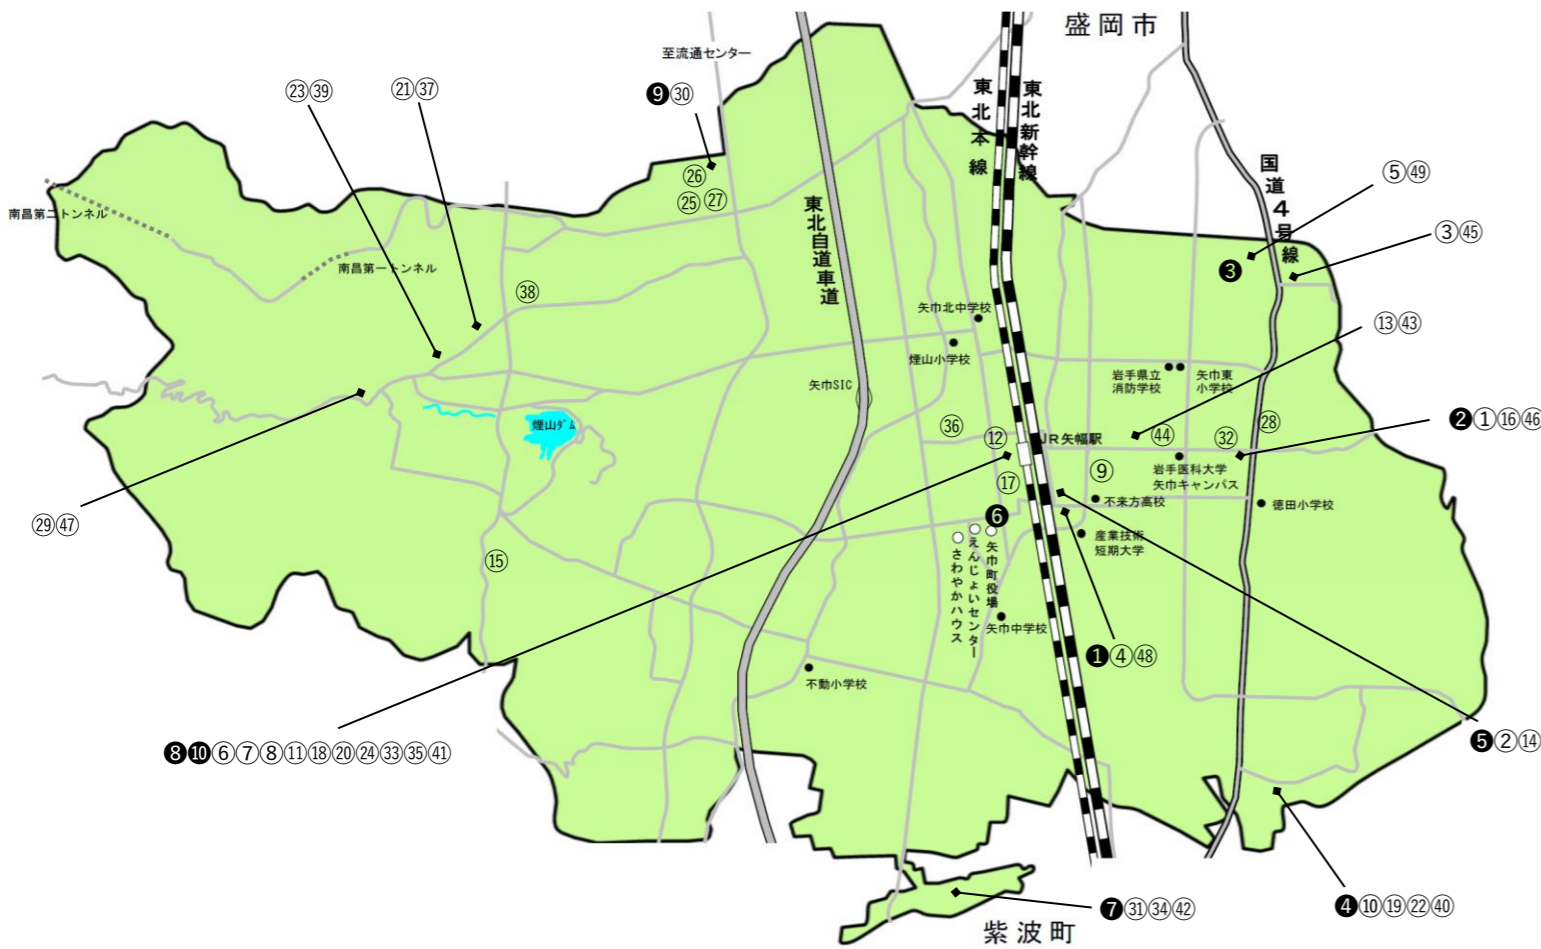 盛岡市
至流通センター
㉓㊴
㉑㊲
❾㉚
東北本線
東北新幹線
国道4号線
⑤㊾
㉖
㉕㉗
東北自道車道
南昌第二トンネル
③㊺
❸
南昌第一トンネル
㊳
矢巾北中学校
⑬㊸
煙山小学校
岩手県立
消防学校
矢巾東
小学校
矢巾SIC
煙山ダム
㊱
⑫
JR矢幅駅
㊹
㉜
㉘
❷①⑯㊻
岩手医科大学
矢巾キャンパス
⑨
⑰
不来方高校
徳田小学校
㉙㊼
❻
産業技術
短期大学
矢巾町役場
えんじょいセンター
さわやかハウス
⑮
矢巾中学校
❶④㊽
不動小学校
❽❿⑥⑦⑧⑪⑱⑳㉔㉝㉟㊶
❺②⑭
❼㉛㉞㊷
❹⑩⑲㉒㊵
紫波町